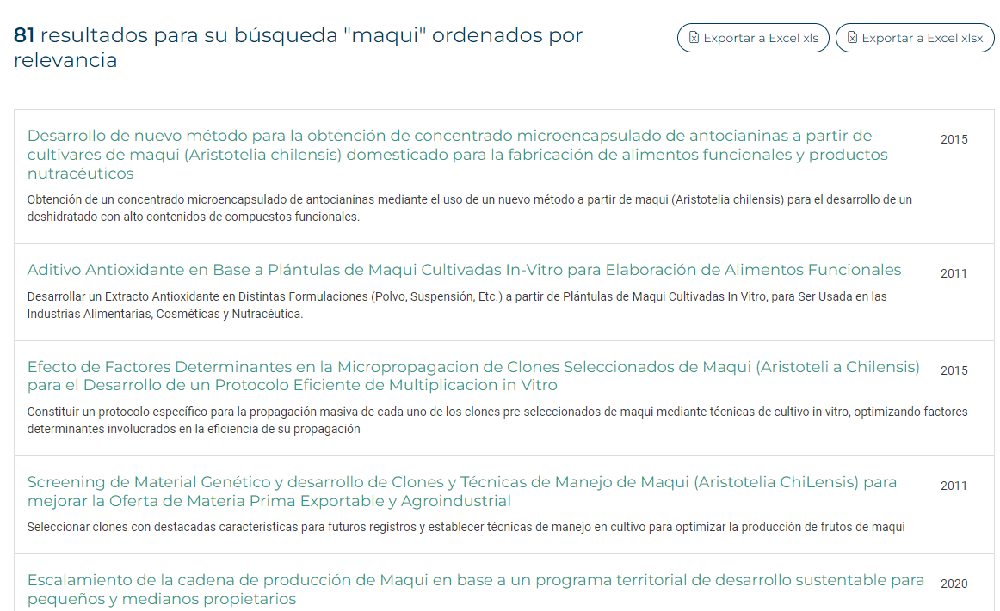 81 resultados para su búsqueda "maqui" ordenados por
relevancia
Exportar a Excel xls
Exportar a Excel xlsx
Desarrollo de nuevo método para la obtención de concentrado microencapsulado de antocianinas a partir de
cultivares de maqui (Aristotelia chilensis) domesticado para la fabricación de alimentos funcionales y productos
nutracéuticos
2015
Obtención de un concentrado microencapsulado de antocianinas mediante el uso de un nuevo método a partir de maqui (Aristotelia chilensis) para el desarrollo de un
deshidratado con alto contenidos de compuestos funcionales.
Aditivo Antioxidante en Base a Plántulas de Maqui Cultivadas In-Vitro para Elaboración de Alimentos Funcionales
2011
Desarrollar un Extracto Antioxidante en Distintas Formulaciones (Polvo, Suspensión, Etc.) a partir de Plántulas de Maqui Cultivadas In Vitro, para Ser Usada en las
Industrias Alimentarias, Cosméticas y Nutracéutica.
Efecto de Factores Determinantes en la Micropropagacion de Clones Seleccionados de Maqui (Aristoteli a Chilensis)
para el Desarrollo de un Protocolo Eficiente de Multiplicacion in Vitro
2015
Constituir un protocolo específico para la propagación masiva de cada uno de los clones pre-seleccionados de maqui mediante técnicas de cultivo in vitro, optimizando factores
determinantes involucrados en la eficiencia de su propagación
Screening de Material Genético y desarrollo de Clones y Técnicas de Manejo de Maqui (Aristotelia ChiLensis) para
mejorar la Oferta de Materia Prima Exportable y Agroindustrial
2011
Seleccionar clones con destacadas características para futuros registros y establecer técnicas de manejo en cultivo para optimizar la producción de frutos de maqui
Escalamiento de la cadena de producción de Maqui en base a un programa territorial de desarrollo sustentable para
pequeños y medianos propietarios
2020